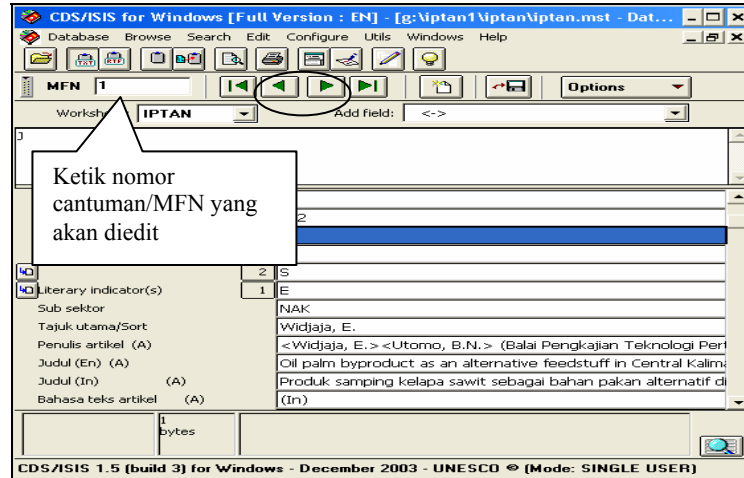 CDS/ISIS for Windows [Full Version : EN] - [g:\iptan1\iptan\iptan.mst - Dat...
Database Browse Search Edit Configure Utils Windows Help
MFN 1 Options
Worksh IPTAN Add field: <->
J
Ketik nomor
cantuman/MFN yang
akan diedit
2
2 S
Literary indicator(s) 1 E
Sub sektor NAK
Tajuk utama/Sort Widjaja, E.
Penulis artikel (A) <Widjaja, E.><Utomo, B.N.> (Balai Pengkajian Teknologi Pert
Judul (En) (A) Oil palm byproduct as an alternative feedstuff in Central Kalima
Judul (In) (A) Produk samping kelapa sawit sebagai bahan pakan alternatif di
Bahasa teks artikel (A) (In)
1
bytes
CDS/ISIS 1.5 (build 3) for Windows - December 2003 - UNESCO © (Mode: SINGLE USER)